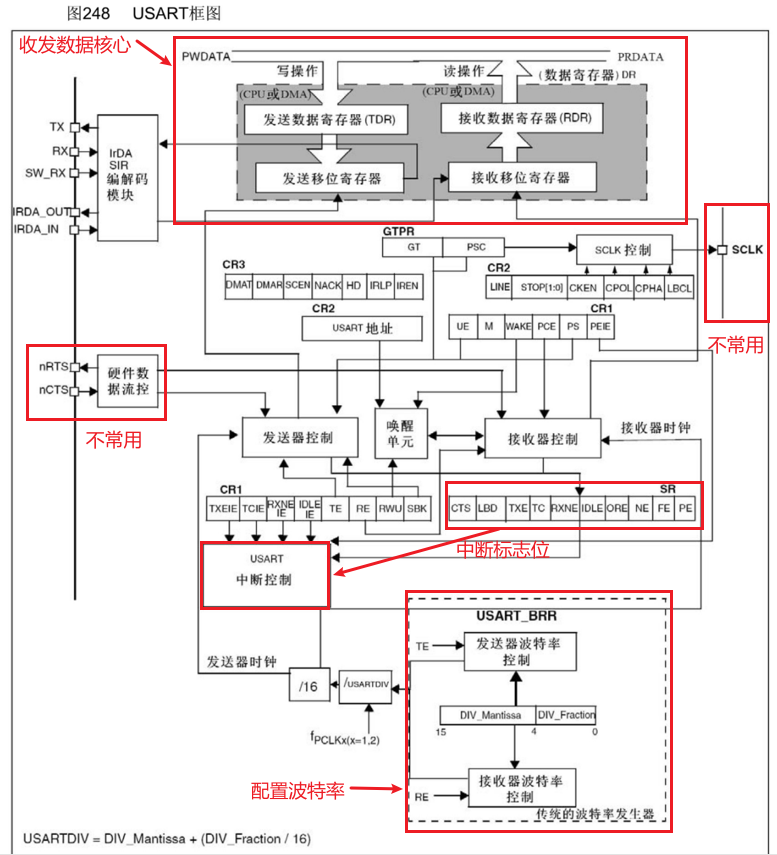 图248 USART框图
收发数据核心
PWDATA
PRDATA
写操作
读操作
(数据寄存器) DR
(CPU或DMA)
(CPU或DMA)
TX
发送数据寄存器(TDR)
接收数据寄存器(RDR)
RX
IrDA
SIR
编解码
模块
SW_RX
发送移位寄存器
接收移位寄存器
IRDA_OUT
IRDA_IN
GTPR
GT
PSC
SCLK 控制
SCLK
CR3
CR2
DMAT DMAR SCEN NACK HD IRLP IREN
LINE STOP[1:0] CKEN CPOL CPHA LBCL
CR2
CR1
USART 地址
UE M WAKE PCE PS PEIE
不常用
nRTS
nCTS
硬件数
据流控
不常用
发送器控制
唤醒
单元
接收器控制
接收器时钟
CR1
SR
TXEIE TCIE RXNE IE IDLE IE TE RE RWU SBK
CTS LBD TXE TC RXNE IDLE ORE NE FE PE
USART
中断控制
中断标志位
USART_BRR
TE
发送器波特率
控制
发送器时钟
/16
/USARTDIV
DIV_Mantissa DIV_Fraction
15 4 0
fPCLKx(x=1,2)
配置波特率
RE
接收器波特率
控制
传统的波特率发生器
USARTDIV = DIV_Mantissa + (DIV_Fraction / 16)